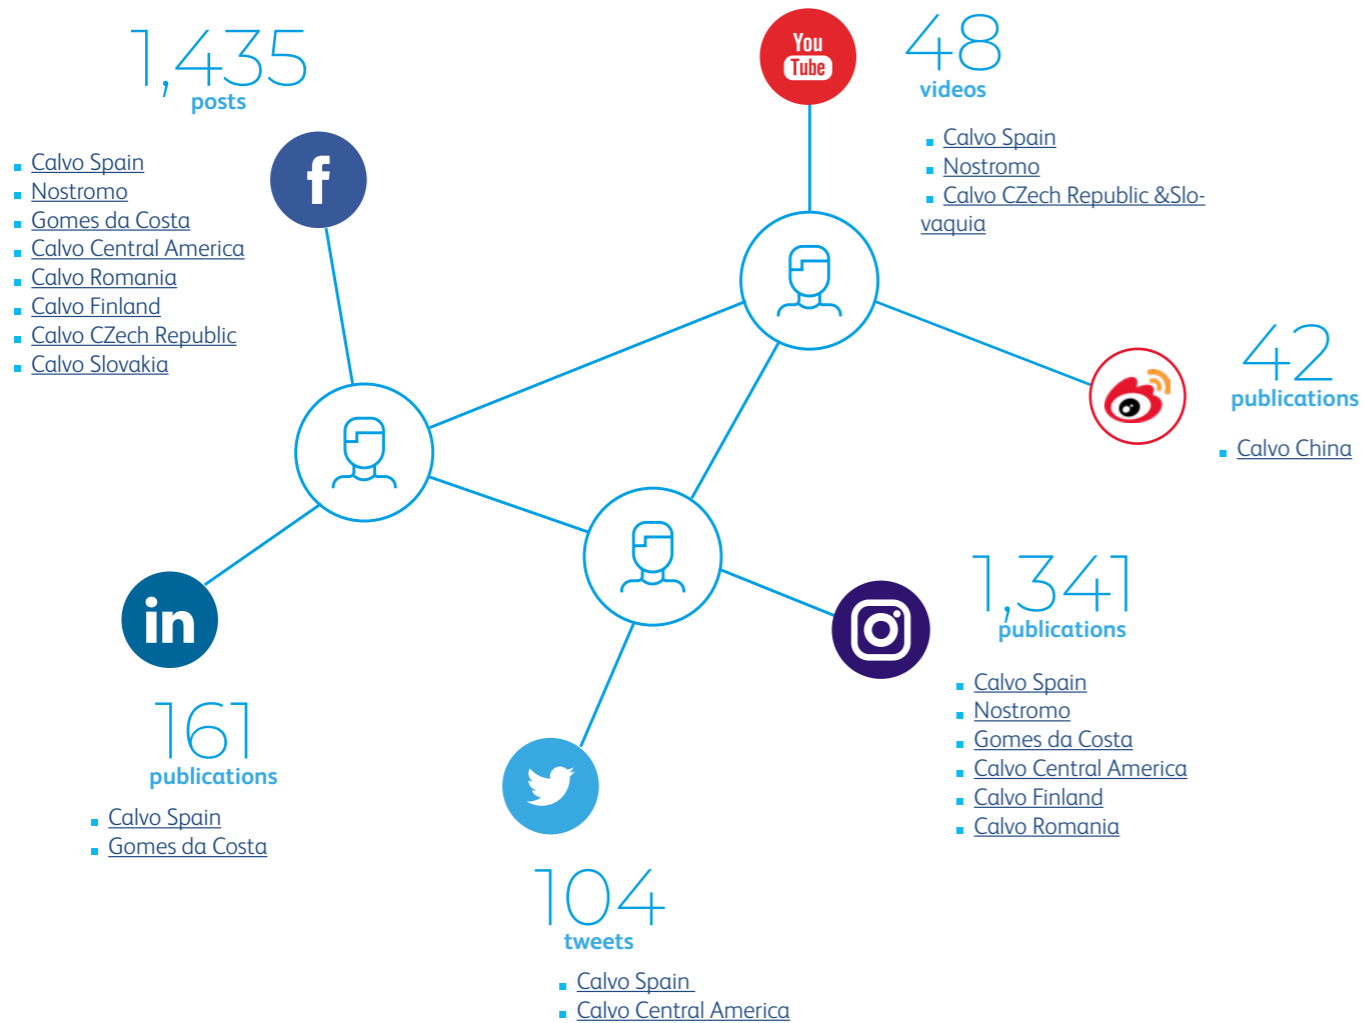 1,435
posts
Calvo Spain
Nostromo
Gomes da Costa
Calvo Central America
Calvo Romania
Calvo Finland
Calvo CZech Republic
Calvo Slovakia
f
You
Tube
48
videos
Calvo Spain
Nostromo
Calvo CZech Republic &Slo-
vaquia
42
publications
Calvo China
in
161
publications
Calvo Spain
Gomes da Costa
104
tweets
Calvo Spain
Calvo Central America
1,341
publications
Calvo Spain
Nostromo
Gomes da Costa
Calvo Central America
Calvo Finland
Calvo Romania